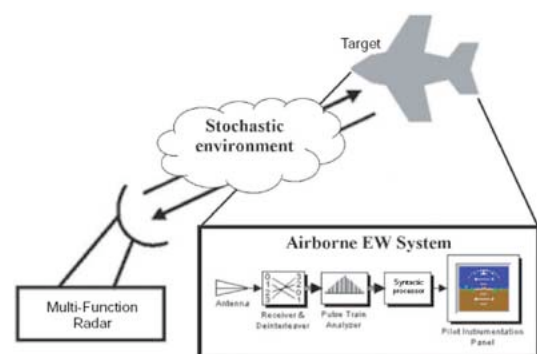 Target
Stochastic
environment
Airborne EW System
Antenna
Receiver &
Deinterleaver
Pulse Train
Analyzer
Syntactic
processor
Pilot Instrumentation
Panel
Multi-Function
Radar